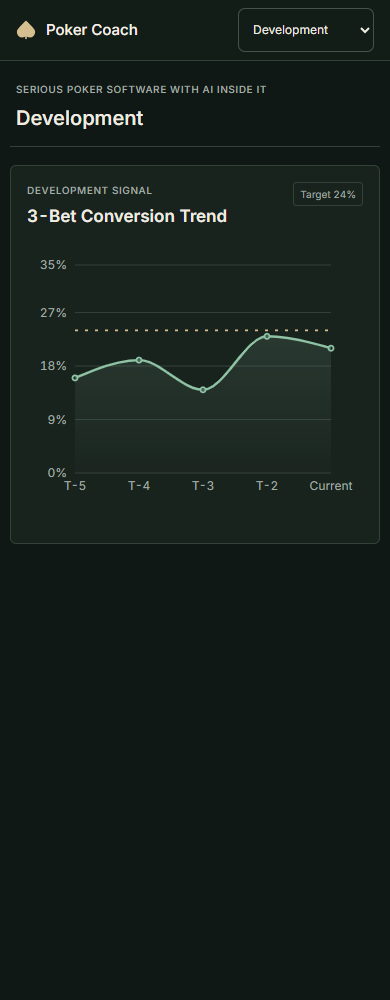 Poker Coach
Development
SERIOUS POKER SOFTWARE WITH AI INSIDE IT
Development
DEVELOPMENT SIGNAL
Target 24%
3-Bet Conversion Trend
35%
27%
18%
9%
0%
T-5 T-4 T-3 T-2 Current